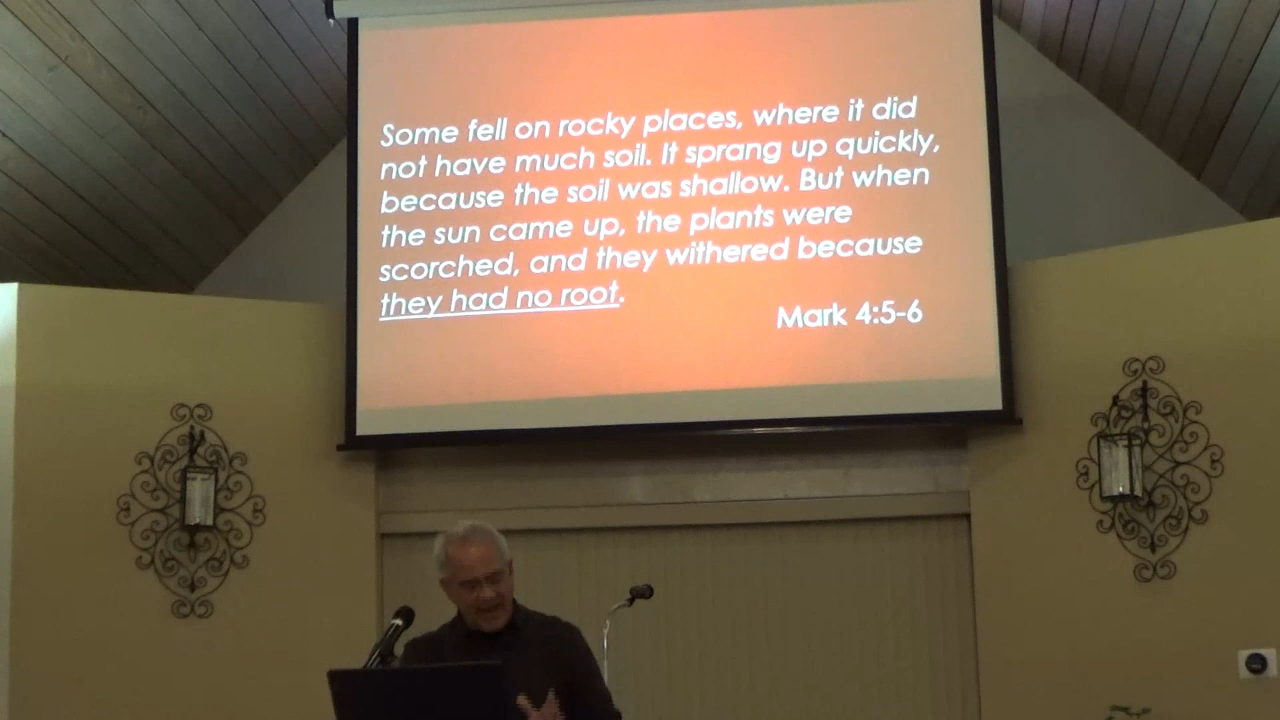 Some fell on rocky places, where it did
not have much soil. It sprang up quickly,
because the soil was shallow. But when
the sun came up, the plants were
scorched, and they withered because
they had no root.
Mark 4:5-6